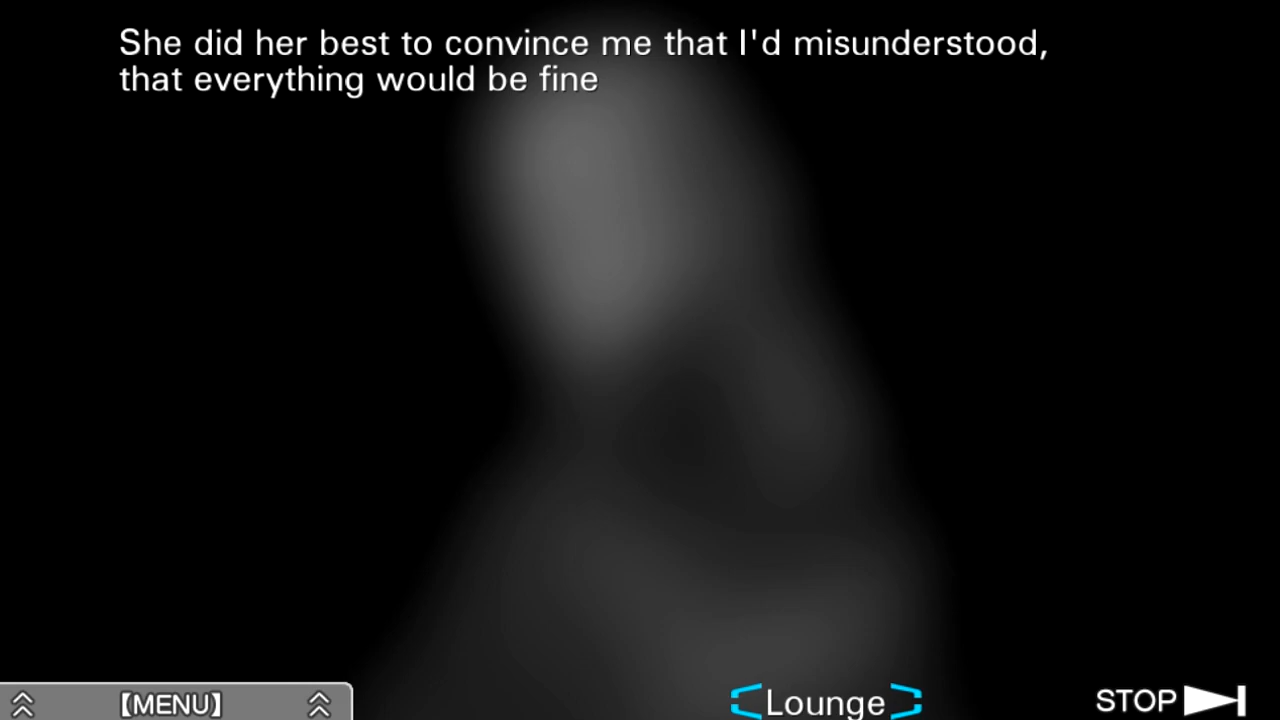 She did her best to convince me that I'd misunderstood,
that everything would be fine
【MENU】
Lounge
STOP